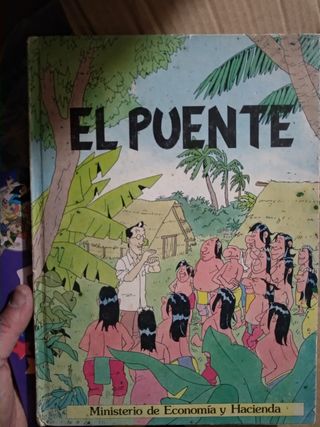 EL PUENTE
Ministerio de Economía y Hacienda